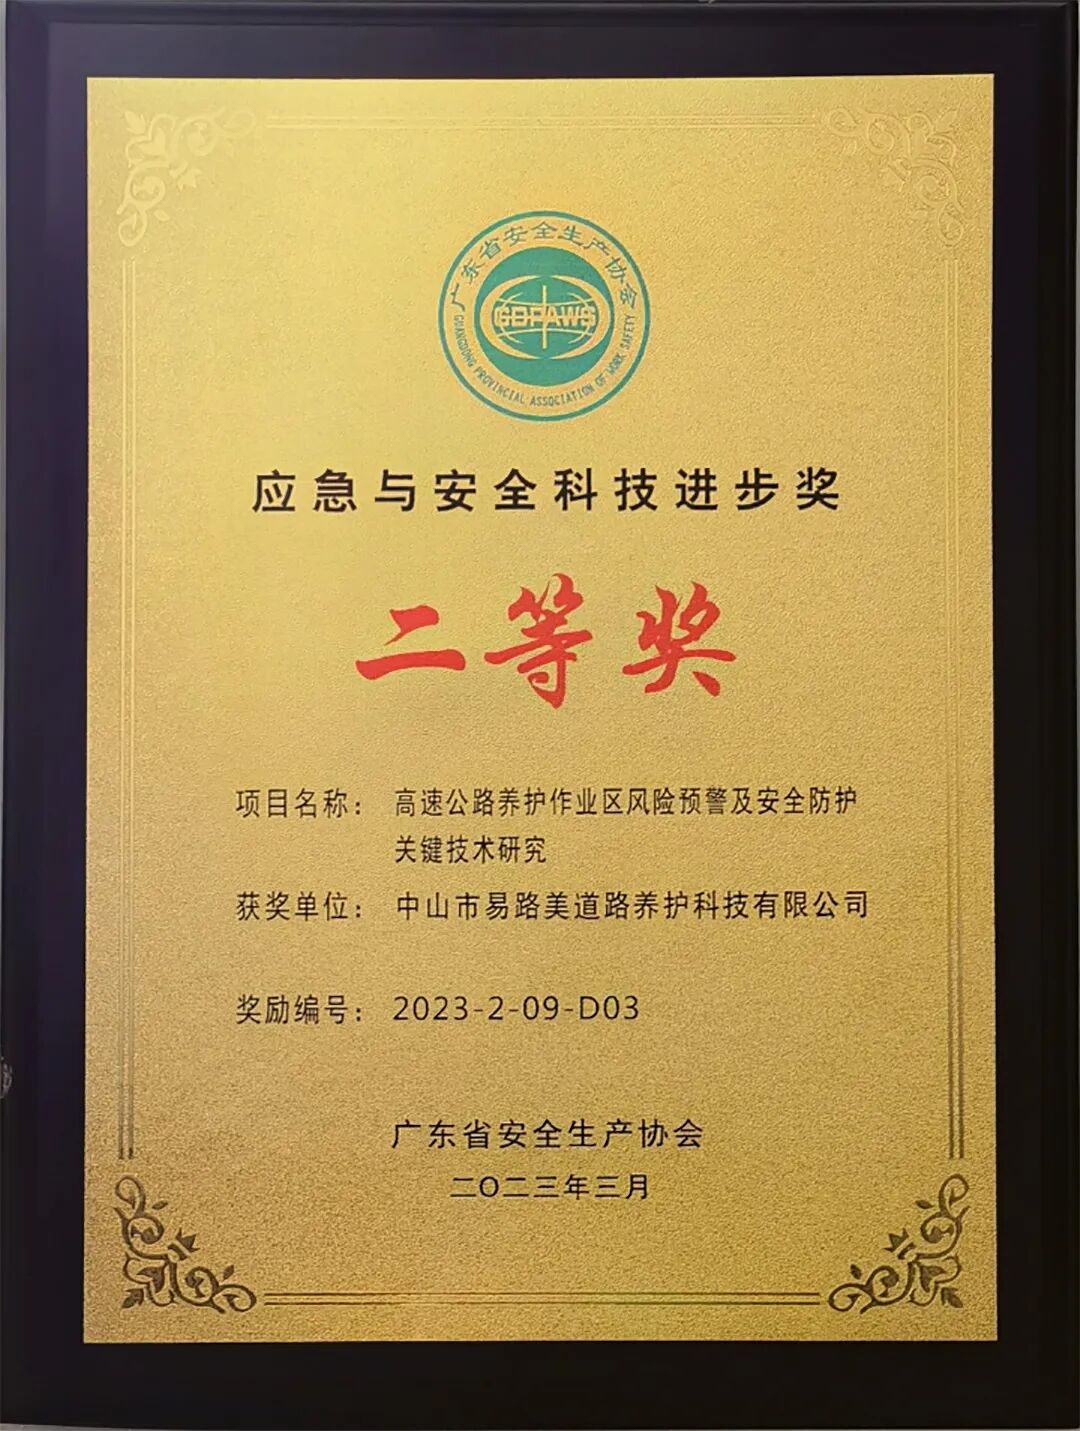 广东省安全生产协会
GDPAWS
GUANGDONG PROVINCIAL ASSOCIATION OF WORK SAFETY
应急与安全科技进步奖
二等奖
项目名称： 高速公路养护作业区风险预警及安全防护
关键技术研究
获奖单位： 中山市易路美道路养护科技有限公司
奖励编号： 2023-2-09-D03
广东省安全生产协会
二〇二三年三月